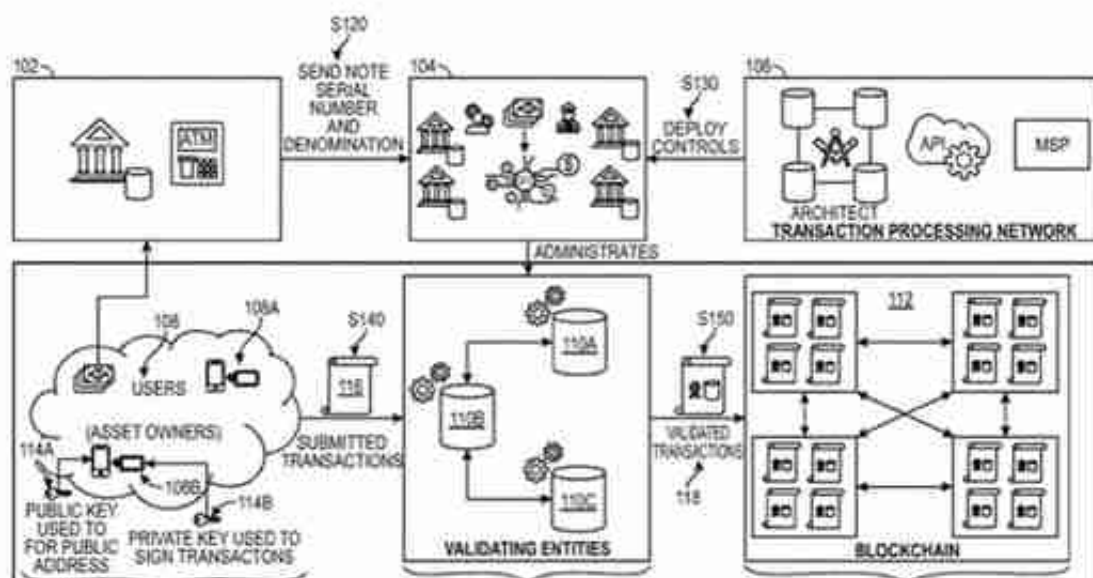 S120
102
SEND NOTE
SERIAL
NUMBER,
AND
DENOMINATION
ATM
104
S130
DEPLOY
CONTROLS
106
API
MSP
ARCHITECT
TRANSACTION PROCESSING NETWORK
ADMINISTRATES
108
108A
USERS
(ASSET OWNERS)
114A
106B
114B
PUBLIC KEY
USED TO
FOR PUBLIC
ADDRESS
PRIVATE KEY USED TO
SIGN TRANSACTONS
S140
116
SUBMITTED
TRANSACTIONS
110A
110B
110C
VALIDATING ENTITIES
S150
VALIDATED
TRANSACTIONS
118
112
BLOCKCHAIN